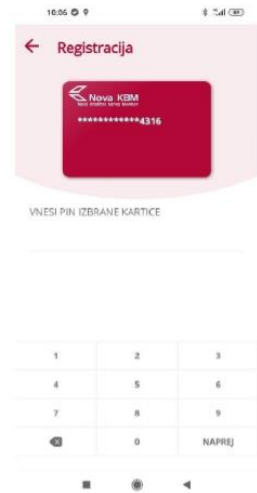 10:06
Registracija
Nova KBM
************4316
VNESI PIN IZBRANE KARTICE
1 2 3
4 5 6
7 8 9
0 NAPREJ